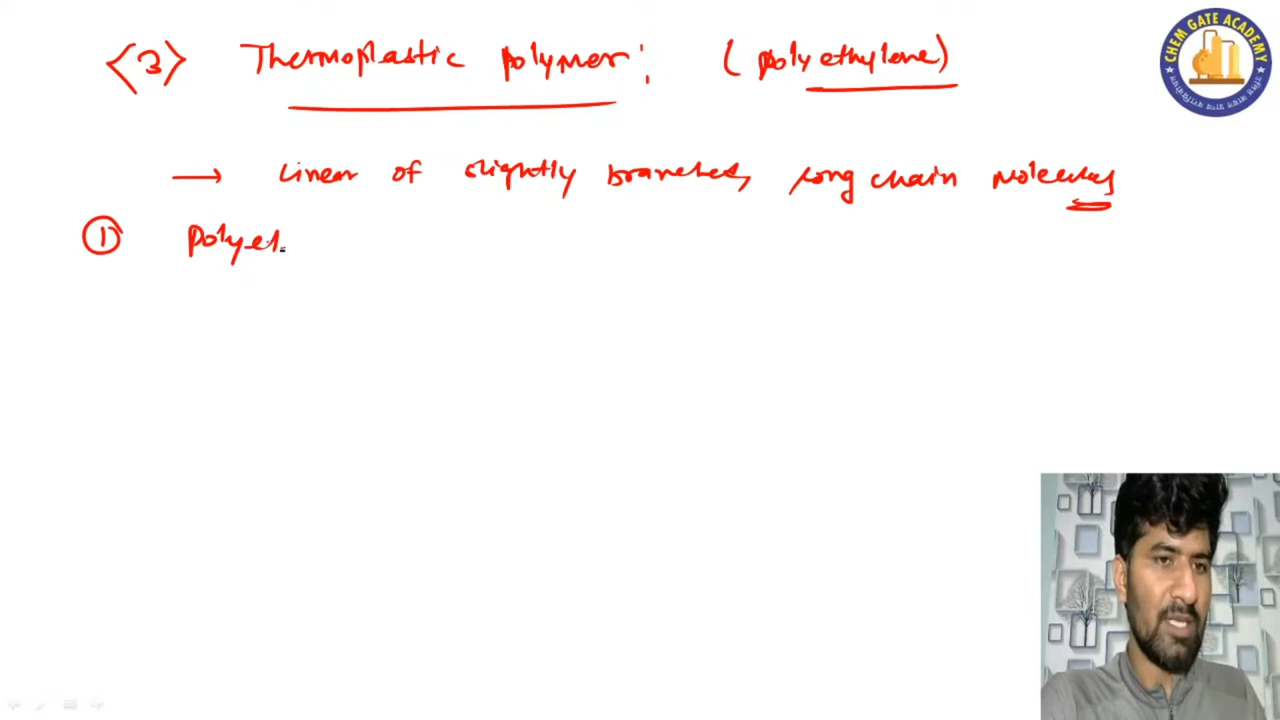 <3> Thermoplastic polymer: (polyethylene)
→ Linear of slightly branched, long chain molecules
① Polyet
CHEM GATE ACADEMY